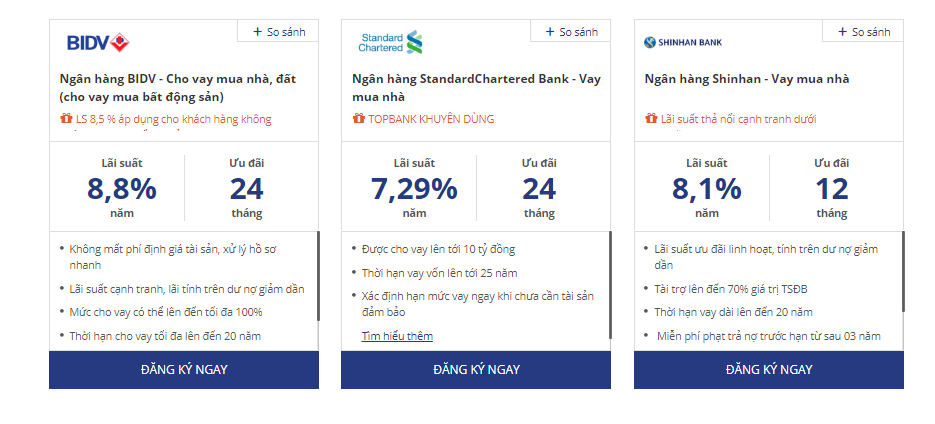 BIDV
+ So sánh
Ngân hàng BIDV - Cho vay mua nhà, đất
(cho vay mua bất động sản)
LS 8,5 % áp dụng cho khách hàng không
Lãi suất
8,8%
năm
Ưu đãi
24
tháng
• Không mất phí định giá tài sản, xử lý hồ sơ
nhanh
• Lãi suất cạnh tranh, lãi tính trên dư nợ giảm dần
• Mức cho vay có thể lên đến tối đa 100%
• Thời hạn cho vay tối đa lên đến 20 năm
ĐĂNG KÝ NGAY
Standard
Chartered
+ So sánh
Ngân hàng StandardChartered Bank - Vay
mua nhà
TOPBANK KHUYÊN DÙNG
Lãi suất
7,29%
năm
Ưu đãi
24
tháng
• Được cho vay lên tới 10 tỷ đồng
• Thời hạn vay vốn lên tới 25 năm
• Xác định hạn mức vay ngay khi chưa cần tài sản
đảm bảo
Tìm hiểu thêm
ĐĂNG KÝ NGAY
SHINHAN BANK
+ So sánh
Ngân hàng Shinhan - Vay mua nhà
Lãi suất thả nổi cạnh tranh dưới
Lãi suất
8,1%
năm
Ưu đãi
12
tháng
• Lãi suất ưu đãi linh hoạt, tính trên dư nợ giảm
dần
• Tài trợ lên đến 70% giá trị TSĐB
• Thời hạn vay dài lên đến 20 năm
• Miễn phí phạt trả nợ trước hạn từ sau 03 năm
ĐĂNG KÝ NGAY